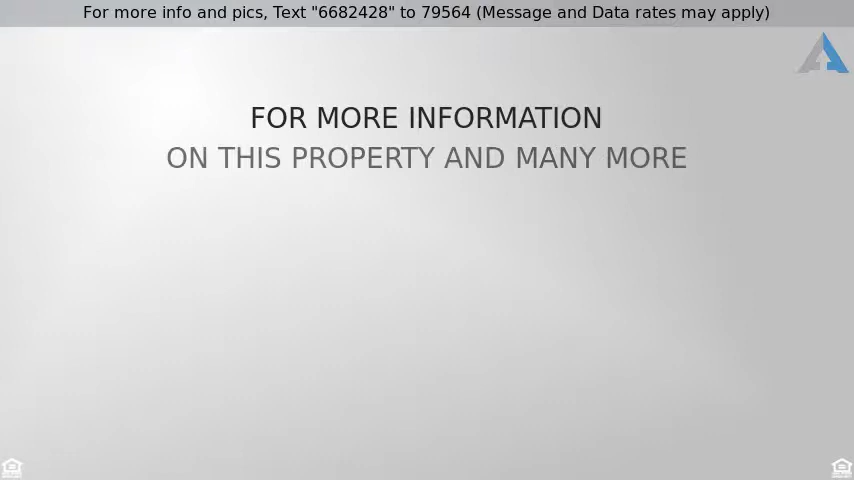 For more info and pics, Text "6682428" to 79564 (Message and Data rates may apply)
FOR MORE INFORMATION
ON THIS PROPERTY AND MANY MORE